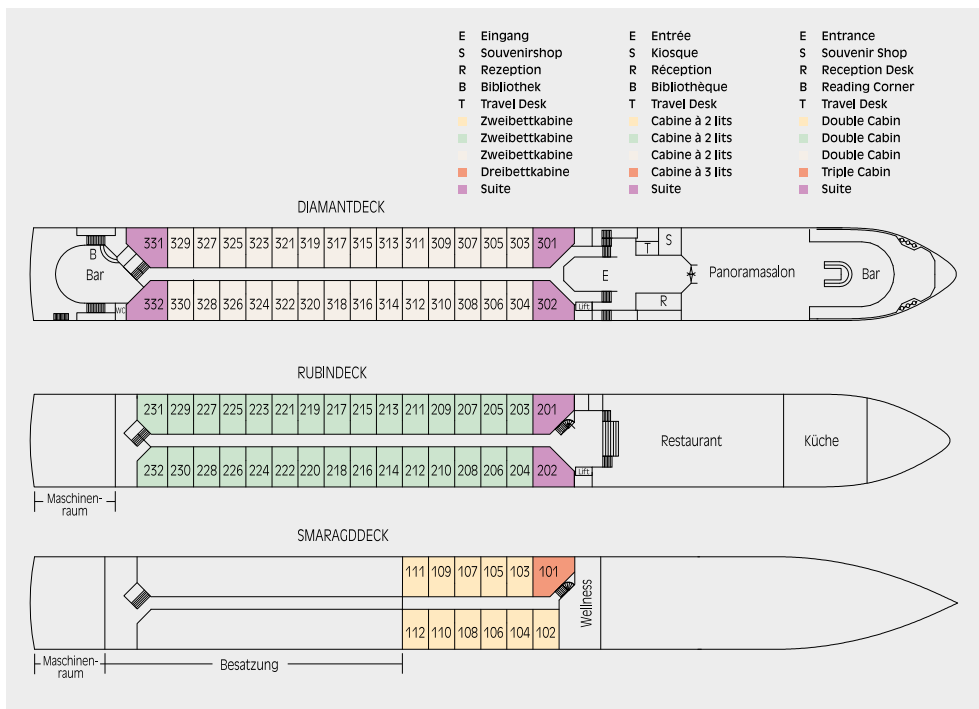 E Eingang
S Souvenirshop
R Rezeption
B Bibliothek
T Travel Desk
Zweibettkabine
Zweibettkabine
Zweibettkabine
Dreibettkabine
Suite
E Entrée
S Kiosque
R Réception
B Bibliothèque
T Travel Desk
Cabine à 2 lits
Cabine à 2 lits
Cabine à 2 lits
Cabine à 3 lits
Suite
E Entrance
S Souvenir Shop
R Reception Desk
B Reading Corner
T Travel Desk
Double Cabin
Double Cabin
Double Cabin
Triple Cabin
Suite
DIAMANTDECK
331 329 327 325 323 321 319 317 315 313 311 309 307 305 303 301
B
Bar
E
T
S
R
Panoramasalon
Bar
332 330 328 326 324 322 320 318 316 314 312 310 308 306 304 302
WC
Lift
RUBINDECK
231 229 227 225 223 221 219 217 215 213 211 209 207 205 203 201
Restaurant
Küche
232 230 228 226 224 222 220 218 216 214 212 210 208 206 204 202
Lift
Maschinen-
raum
SMARAGDDECK
111 109 107 105 103 101
Wellness
112 110 108 106 104 102
Maschinen-
raum
Besatzung